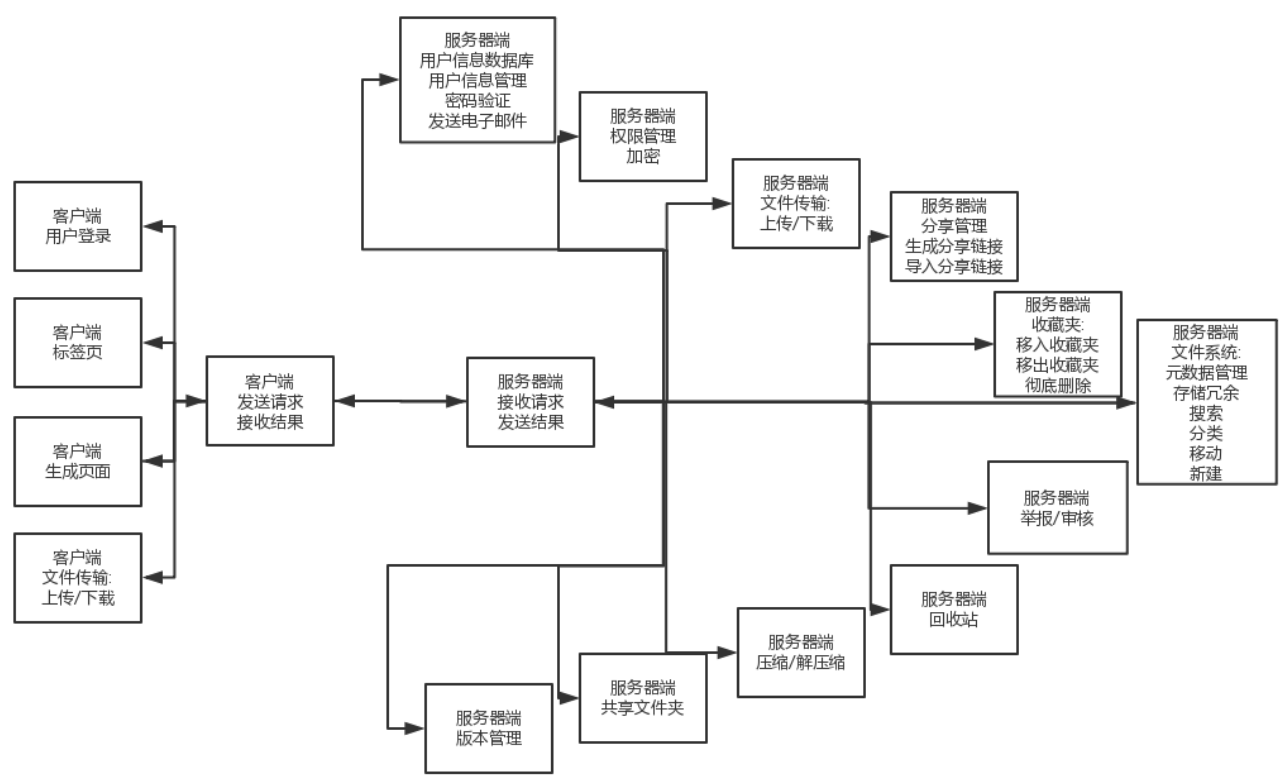 服务器端
用户信息数据库
用户信息管理
密码验证
发送电子邮件
服务器端
权限管理
加密
服务器端
文件传输:
上传/下载
服务器端
分享管理
生成分享链接
导入分享链接
客户端
用户登录
客户端
标签页
客户端
生成页面
客户端
文件传输:
上传/下载
客户端
发送请求
接收结果
服务器端
接收请求
发送结果
服务器端
收藏夹:
移入收藏夹
移出收藏夹
彻底删除
服务器端
文件系统:
元数据管理
存储冗余
搜索
分类
移动
新建
服务器端
举报/审核
服务器端
回收站
服务器端
压缩/解压缩
服务器端
共享文件夹
服务器端
版本管理